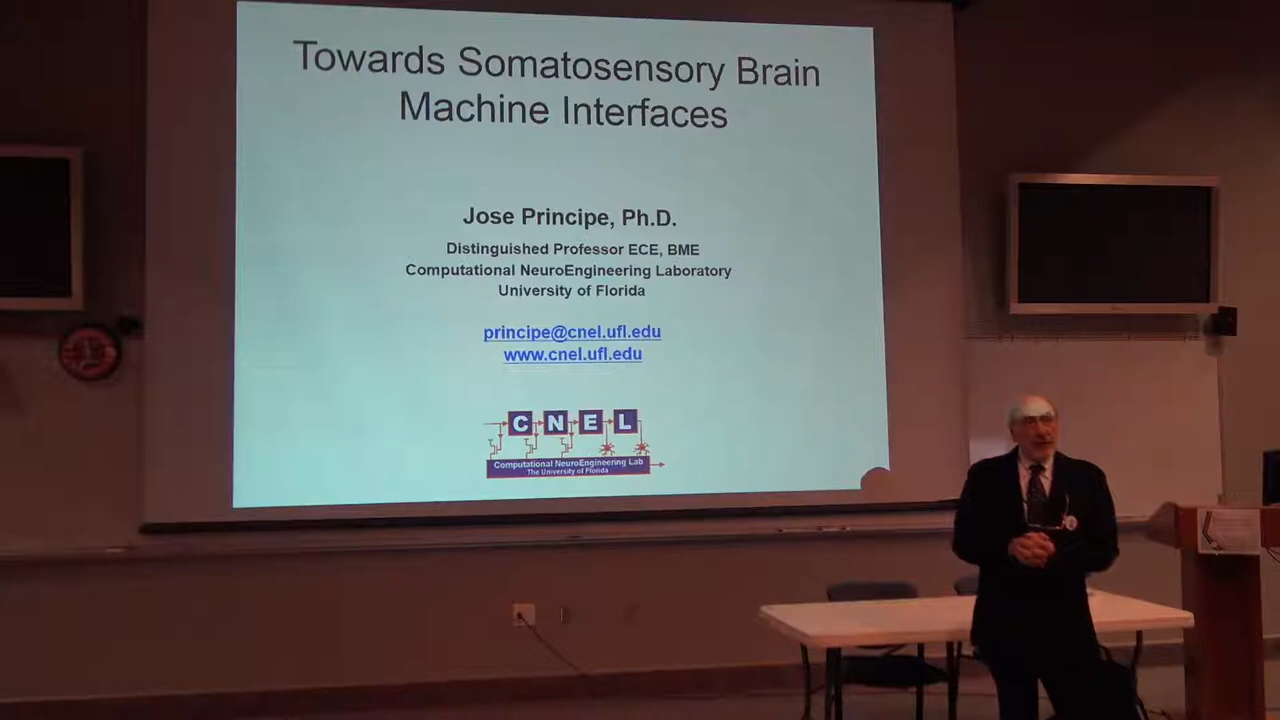 Towards Somatosensory Brain
Machine Interfaces
Jose Principe, Ph.D.
Distinguished Professor ECE, BME
Computational NeuroEngineering Laboratory
University of Florida
principe@cnel.ufl.edu
www.cnel.ufl.edu
C N E L
Computational NeuroEngineering Lab
The University of Florida